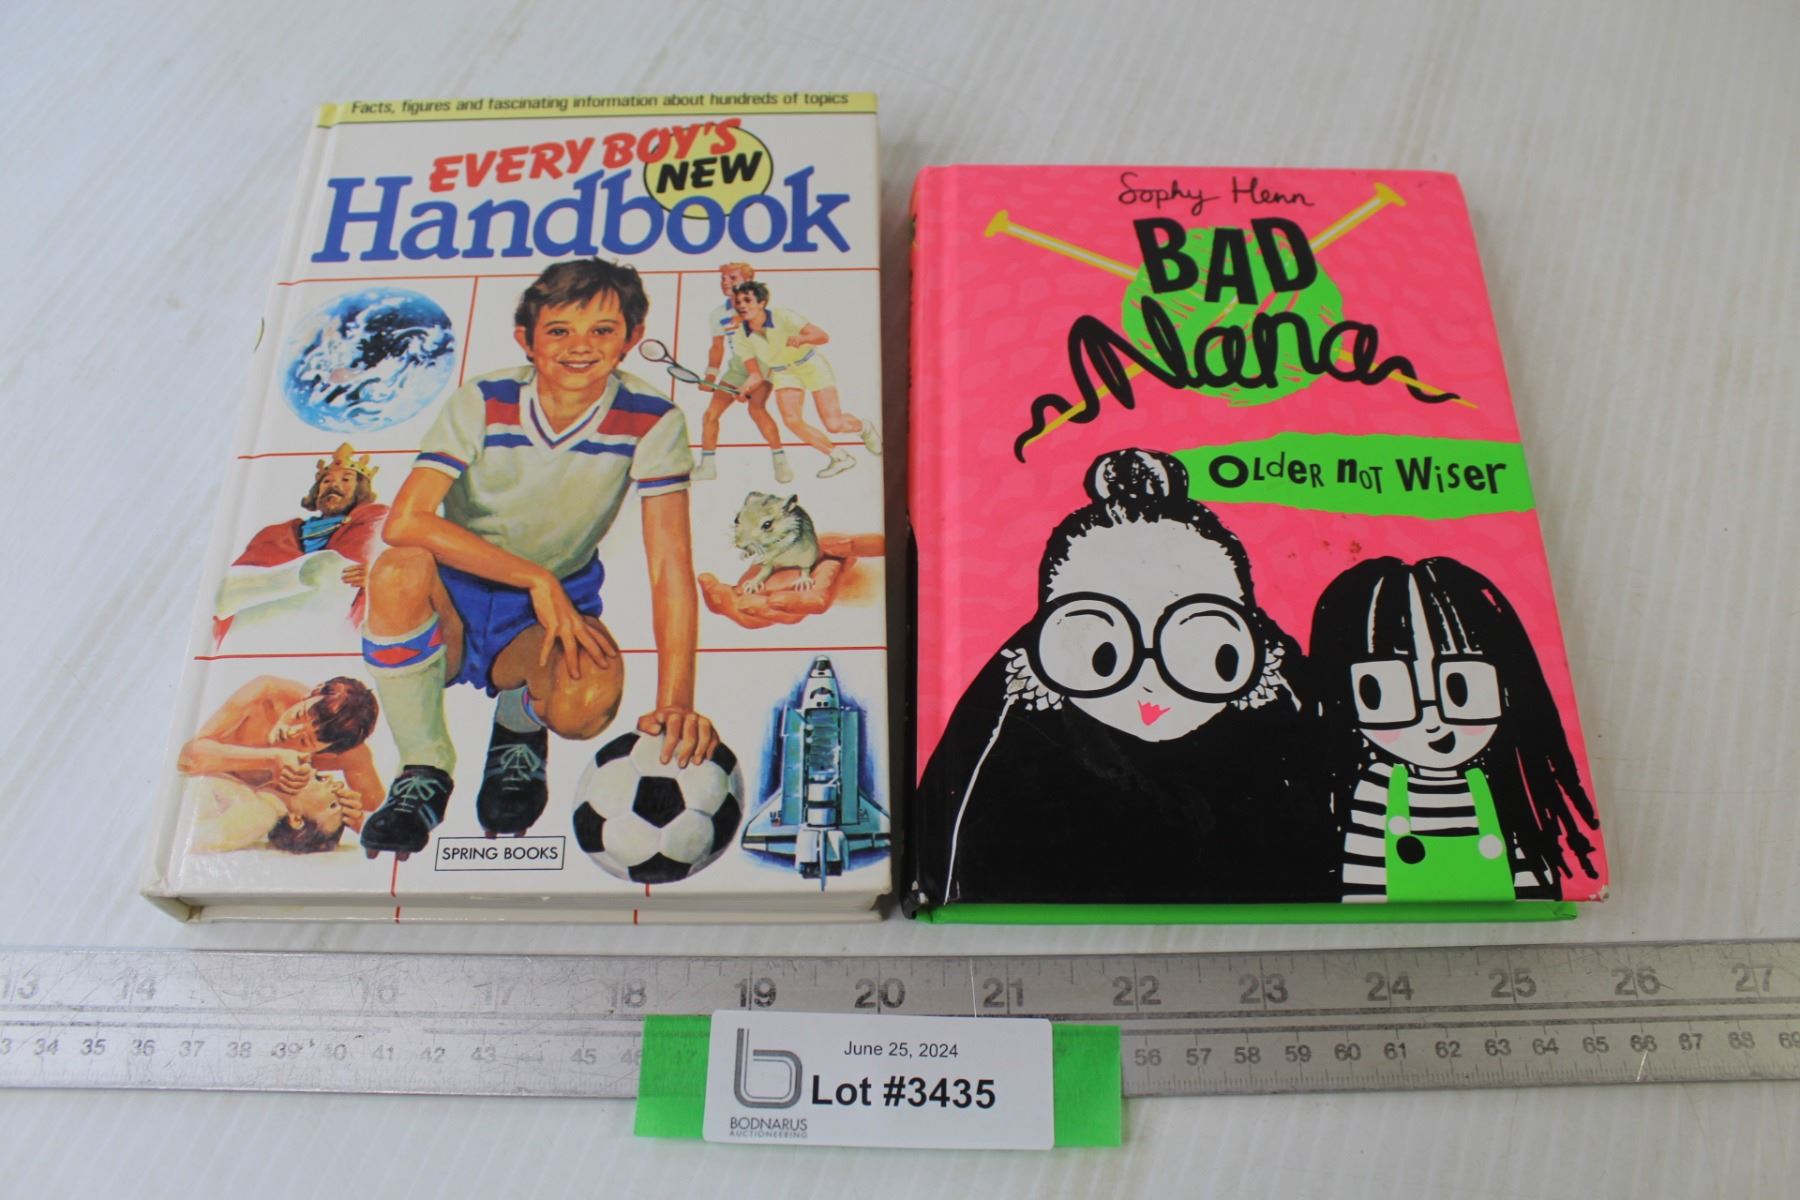 Facts, figures and fascinating information about hundreds of topics
EVERY BOY'S
NEW
Handbook
SPRING BOOKS
Sophy Henn
BAD
Nana
OLdER nOT WiSER
13 14 15 16 17 18 19 20 21 22 23 24 25 26 27
34 35 36 37 38 39 40 41 42 43 44 45 56 57 58 59 60 61 62 63 64 65 66 67 68 69
June 25, 2024
Lot #3435
BODNARUS
AUCTIONEERING